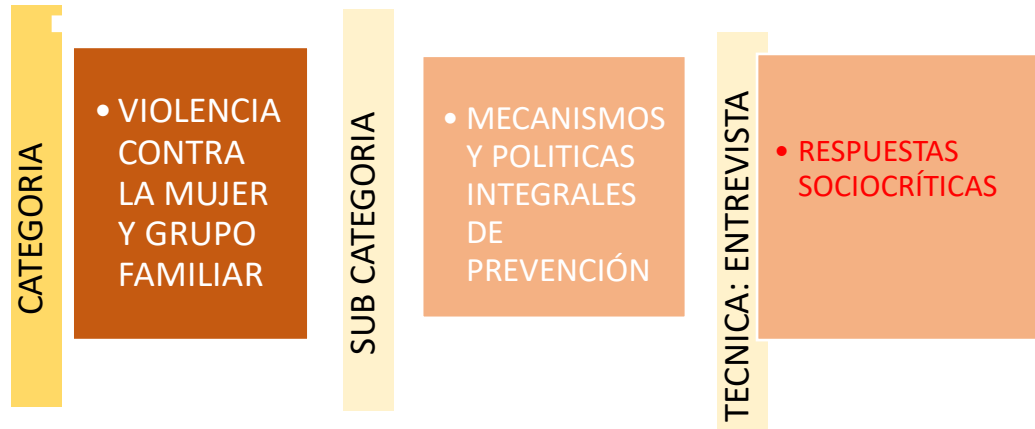 CATEGORIA
• VIOLENCIA
CONTRA
LA MUJER
Y GRUPO
FAMILIAR
SUB CATEGORIA
• MECANISMOS
Y POLITICAS
INTEGRALES
DE
PREVENCIÓN
TECNICA: ENTREVISTA
• RESPUESTAS
SOCIOCRÍTICAS